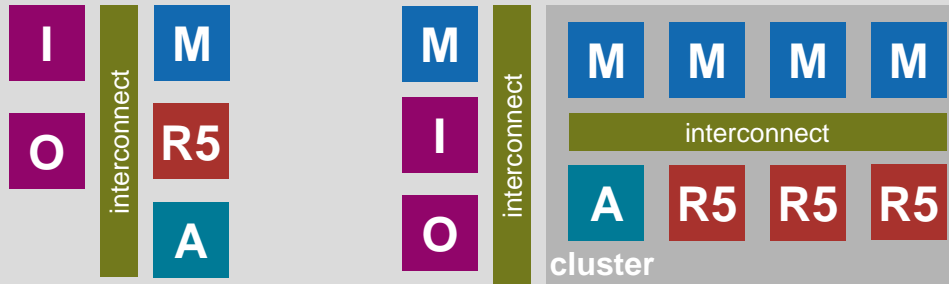 I
O
interconnect
M
R5
A
M
I
O
interconnect
M M M M
interconnect
A R5 R5 R5
cluster